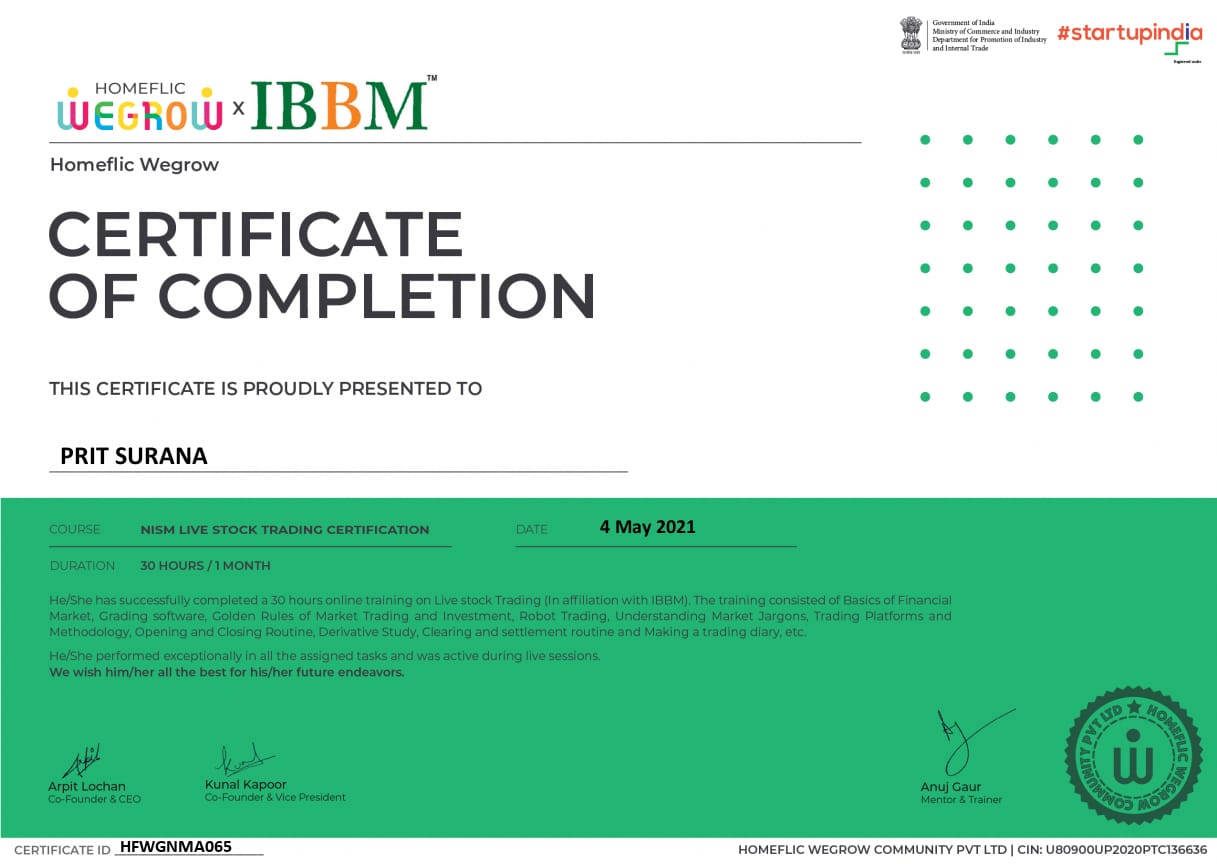 Government of India
Ministry of Commerce and Industry
Department for Promotion of Industry
and Internal Trade
#startupindia
Registered under
HOMEFLIC
WEGROW x IBBM™
Homeflic Wegrow
CERTIFICATE
OF COMPLETION
THIS CERTIFICATE IS PROUDLY PRESENTED TO
PRIT SURANA
COURSE NISM LIVE STOCK TRADING CERTIFICATION DATE 4 May 2021
DURATION 30 HOURS / 1 MONTH
He/She has successfully completed a 30 hours online training on Live stock Trading (In affiliation with IBBM). The training consisted of Basics of Financial
Market, Grading software, Golden Rules of Market Trading and Investment, Robot Trading, Understanding Market Jargons, Trading Platforms and
Methodology, Opening and Closing Routine, Derivative Study, Clearing and settlement routine and Making a trading diary, etc.
He/She performed exceptionally in all the assigned tasks and was active during live sessions.
We wish him/her all the best for his/her future endeavors.
Arpit Lochan
Co-Founder & CEO
Kunal Kapoor
Co-Founder & Vice President
Anuj Gaur
Mentor & Trainer
HOMEFLIC WEGROW COMMUNITY PVT LTD
CERTIFICATE ID HFWGNMA065
HOMEFLIC WEGROW COMMUNITY PVT LTD | CIN: U80900UP2020PTC136636